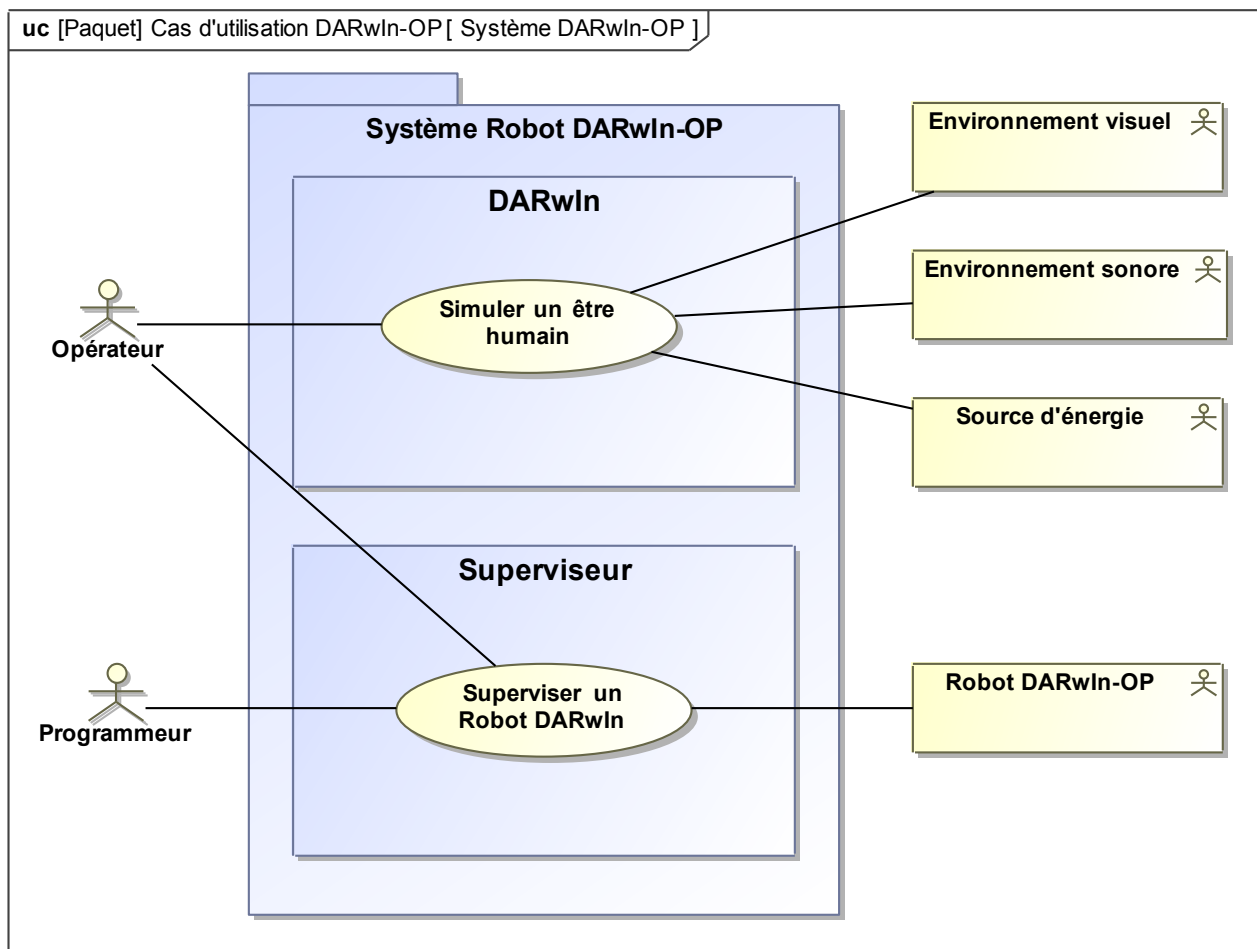 uc [Paquet] Cas d'utilisation DARwIn-OP [ Système DARwIn-OP ]
Système Robot DARwIn-OP
DARwIn
Simuler un être
humain
Opérateur
Environnement visuel
Environnement sonore
Source d'énergie
Superviseur
Superviser un
Robot DARwIn
Programmeur
Robot DARwIn-OP